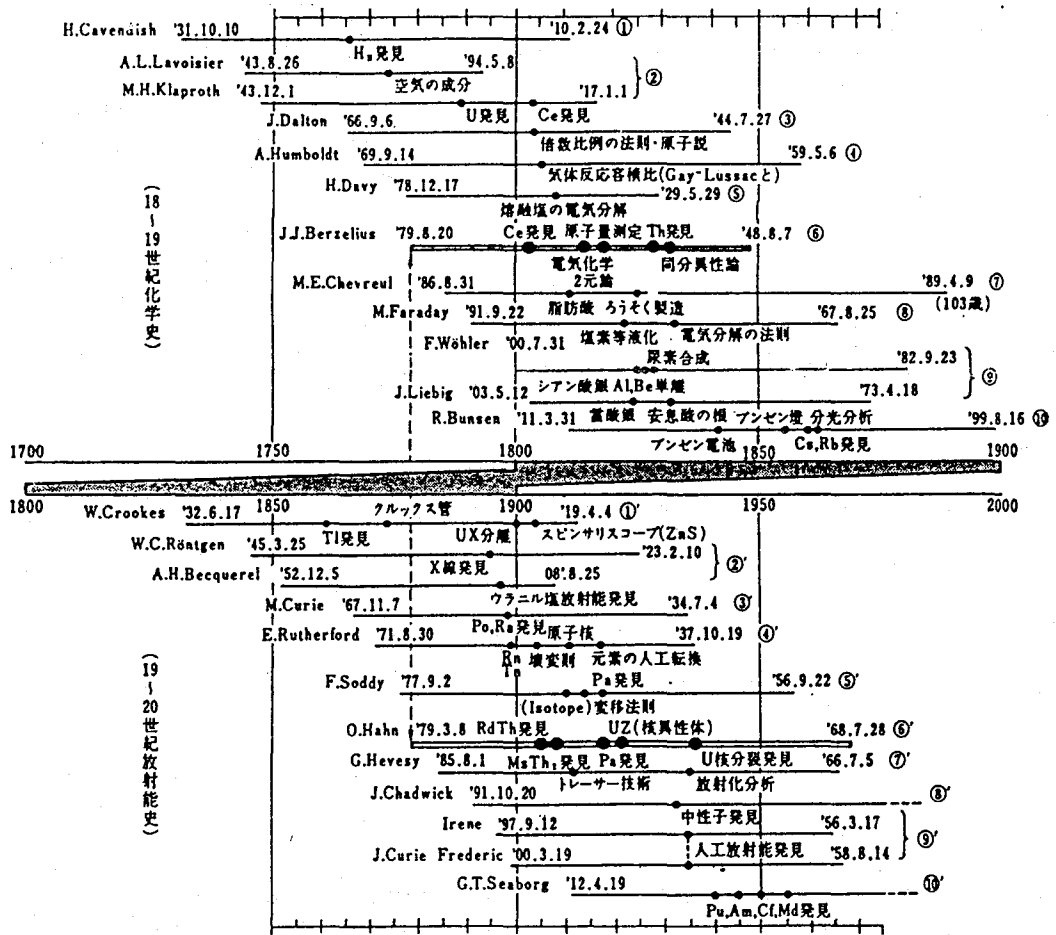 H.Cavendish '31.10.10 '10.2.24 ①
H₂発見
A.L.Lavoisier '43.8.26 '94.5.8
空気の成分
②
M.H.Klaproth '43.12.1 '17.1.1
U発見 Ce発見
J.Dalton '66.9.6 '44.7.27 ③
倍数比例の法則・原子説
A.Humboldt '69.9.14 '59.5.6 ④
気体反応容積比(Gay-Lussacと)
H.Davy '78.12.17 '29.5.29 ⑤
熔融塩の電気分解
J.J.Berzelius '79.8.20 Ce発見 原子量測定 Th発見 '48.8.7 ⑥
電気化学 同分異性論
2元論
M.E.Chevreul '86.8.31 '89.4.9 ⑦
(103歳)
脂肪酸 ろうそく製造
M.Faraday '91.9.22 '67.8.25 ⑧
塩素等液化 電気分解の法則
F.Wöhler '00.7.31
尿素合成 '82.9.23
⑨
シアン酸銀 Al,Be単離
J.Liebig '03.5.12 '73.4.18
雷酸銀 安息酸の根 ブンゼン燈 分光分析
R.Bunsen '11.3.31 '99.8.16 ⑩
ブンゼン電池 Cs,Rb発見
(18～19世紀化学史)
1700 1750 1800 1850 1900
1800 1850 1900 1950 2000
W.Crookes '32.6.17 クルックス管 '19.4.4 ①'
Tl発見 UX分離 スピンサリスコープ(ZnS)
W.C.Röntgen '45.3.25 '23.2.10
X線発見
②'
A.H.Becquerel '52.12.5 08'.8.25
ウラニル塩放射能発見
M.Curie '67.11.7 '34.7.4 ③'
Po,Ra発見 原子核
E.Rutherford '71.8.30 '37.10.19 ④'
Rn 壊変則 元素の人工転換
Tn
F.Soddy '77.9.2 Pa発見 '56.9.22 ⑤'
(Isotope)変移法則
O.Hahn '79.3.8 RdTh発見 UZ(核異性体) '68.7.28 ⑥'
MsTh₁発見 Pa発見 U核分裂発見
G.Hevesy '85.8.1 '66.7.5 ⑦'
トレーサー技術 放射化分析
J.Chadwick '91.10.20 ⑧'
中性子発見
Irene '97.9.12 '56.3.17
⑨'
人工放射能発見
J.Curie Frederic '00.3.19 '58.8.14
G.T.Seaborg '12.4.19 ⑩'
Pu,Am,Cf,Md発見
(19～20世紀放射能史)